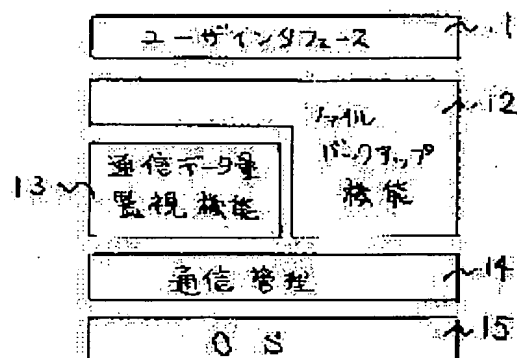 ユーザインタフェース
11
12
ファイル
バックアップ
機能
13
通信データ量
監視機能
通信管理
14
OS
15